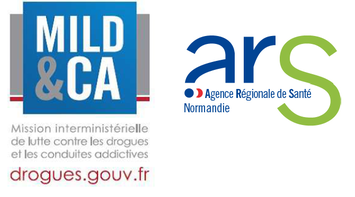 MILD
&CA
Mission interministérielle
de lutte contre les drogues
et les conduites addictives
drogues.gouv.fr
ars
Agence Régionale de Santé
Normandie